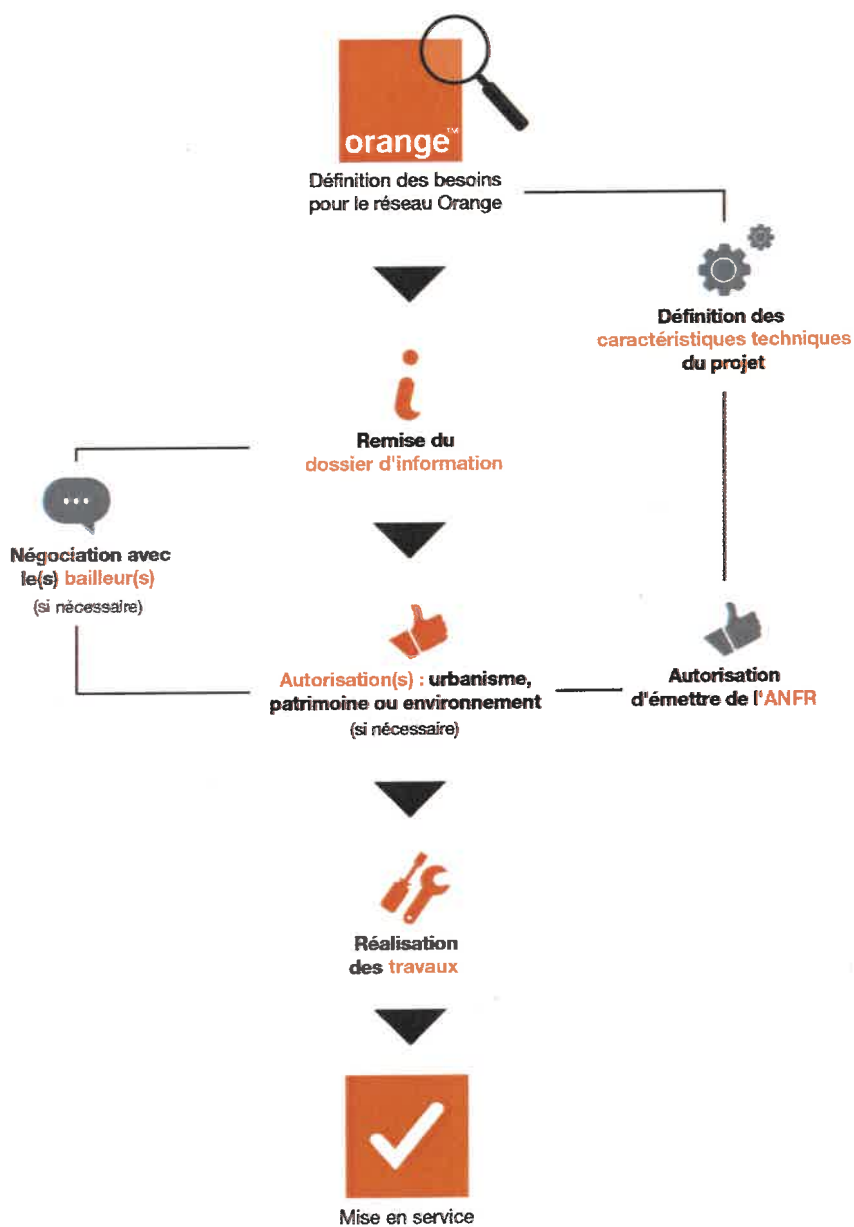 orange™
Définition des besoins
pour le réseau Orange
Définition des
caractéristiques techniques
du projet
Remise du
dossier d'information
Négociation avec
le(s) bailleur(s)
(si nécessaire)
Autorisation(s) : urbanisme,
patrimoine ou environnement
(si nécessaire)
Autorisation
d'émettre de l'ANFR
Réalisation
des travaux
Mise en service